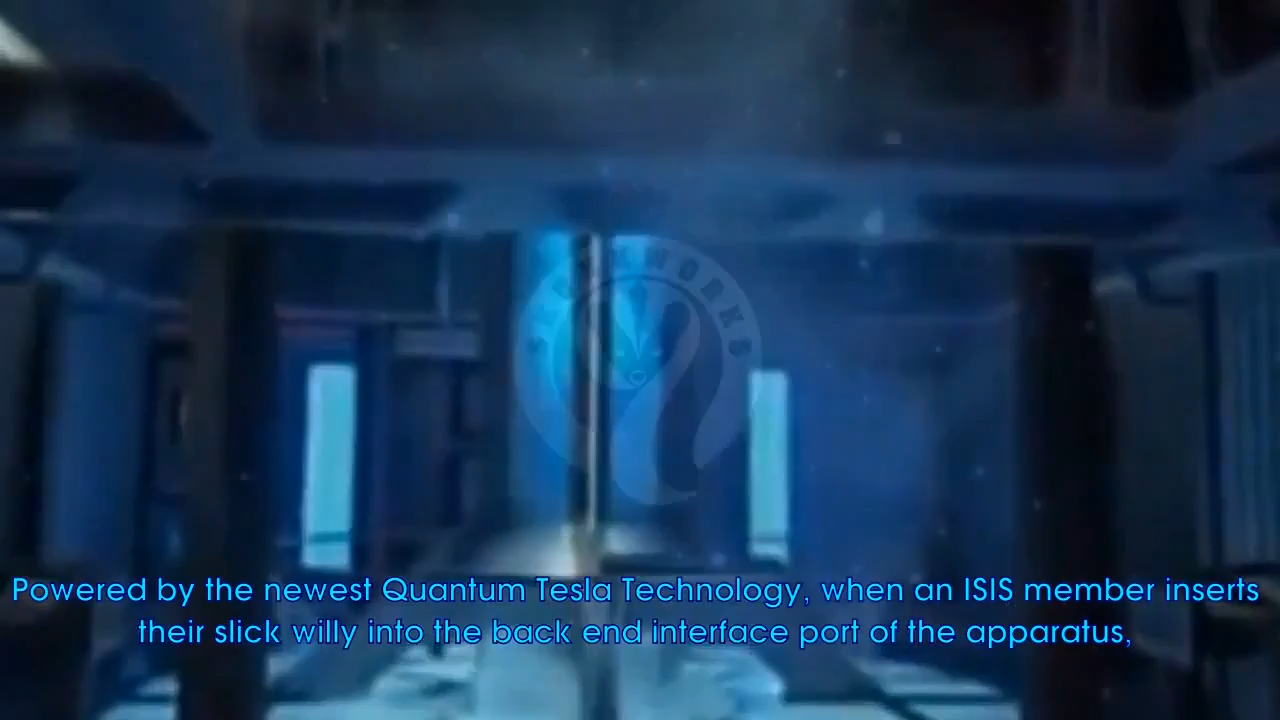 SKUNKWORKS
Powered by the newest Quantum Tesla Technology, when an ISIS member inserts
their slick willy into the back end interface port of the apparatus,